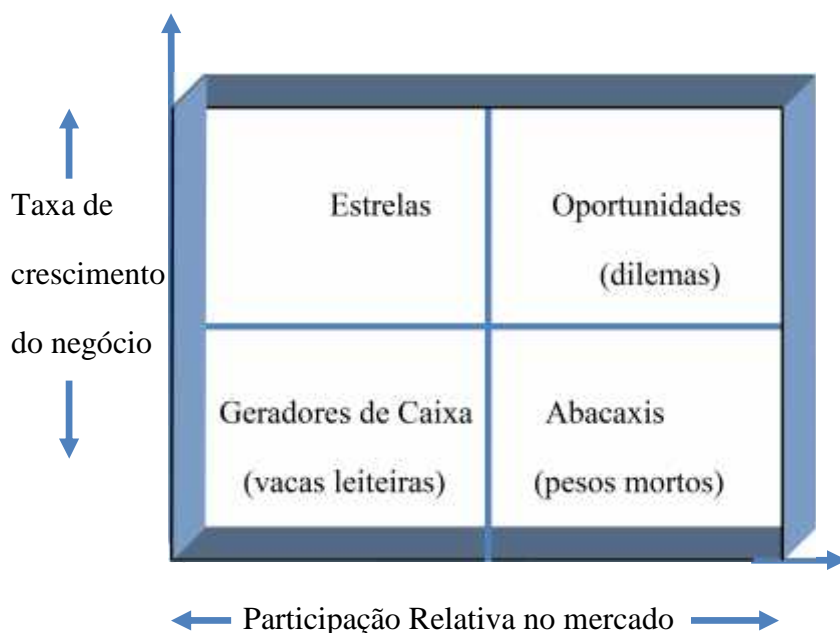 Taxa de
crescimento
do negócio
Estrelas
Oportunidades
(dilemas)
Geradores de Caixa
(vacas leiteiras)
Abacaxis
(pesos mortos)
Participação Relativa no mercado